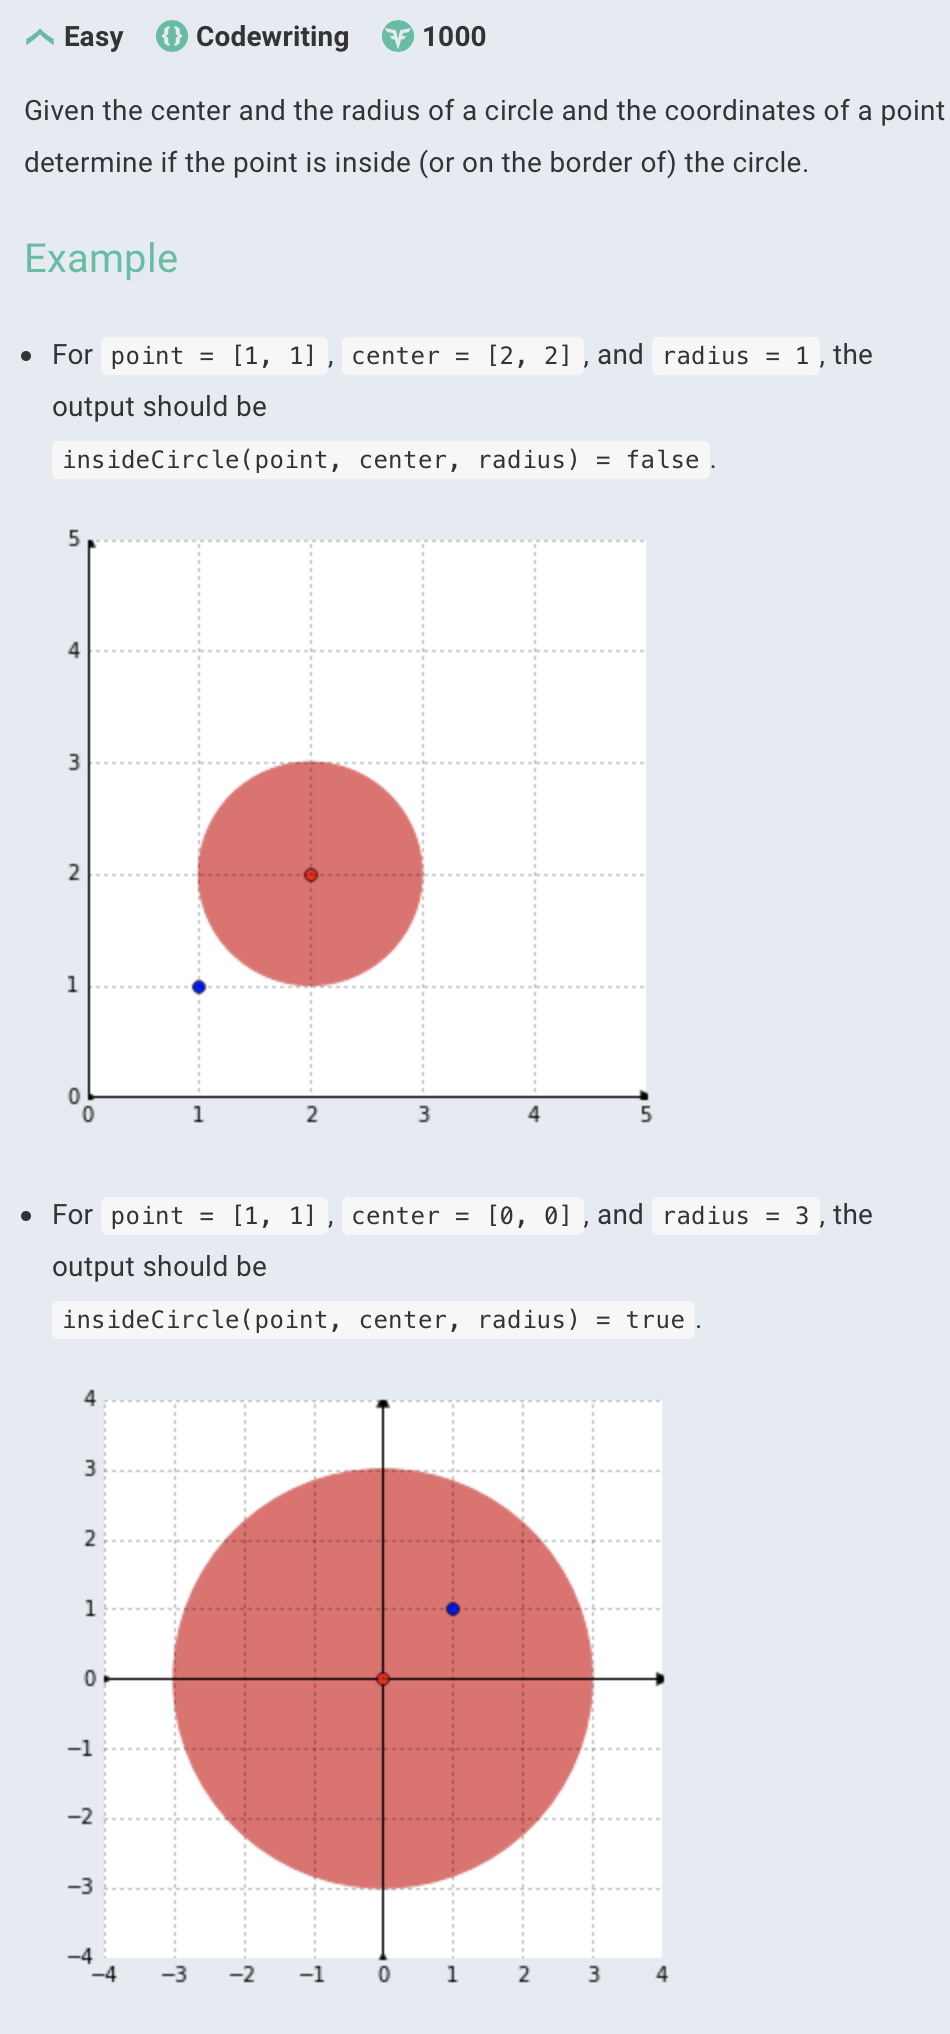 Easy Codewriting 1000
Given the center and the radius of a circle and the coordinates of a point
determine if the point is inside (or on the border of) the circle.
Example
• For point = [1, 1] , center = [2, 2] , and radius = 1 , the
output should be
insideCircle(point, center, radius) = false .
5
4
3
2
1
0
0 1 2 3 4 5
• For point = [1, 1] , center = [0, 0] , and radius = 3 , the
output should be
insideCircle(point, center, radius) = true .
4
3
2
1
0
−1
−2
−3
−4
−4 −3 −2 −1 0 1 2 3 4